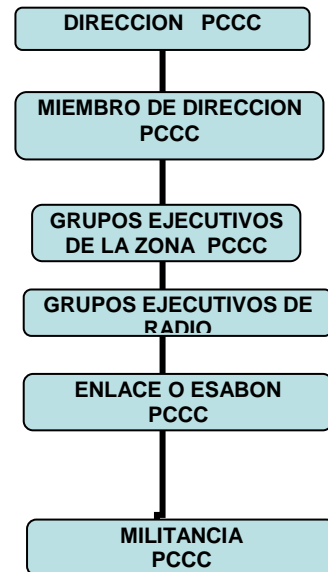 DIRECCION PCCC
MIEMBRO DE DIRECCION
PCCC
GRUPOS EJECUTIVOS
DE LA ZONA PCCC
GRUPOS EJECUTIVOS DE
RADIO
ENLACE O ESABON
PCCC
MILITANCIA
PCCC